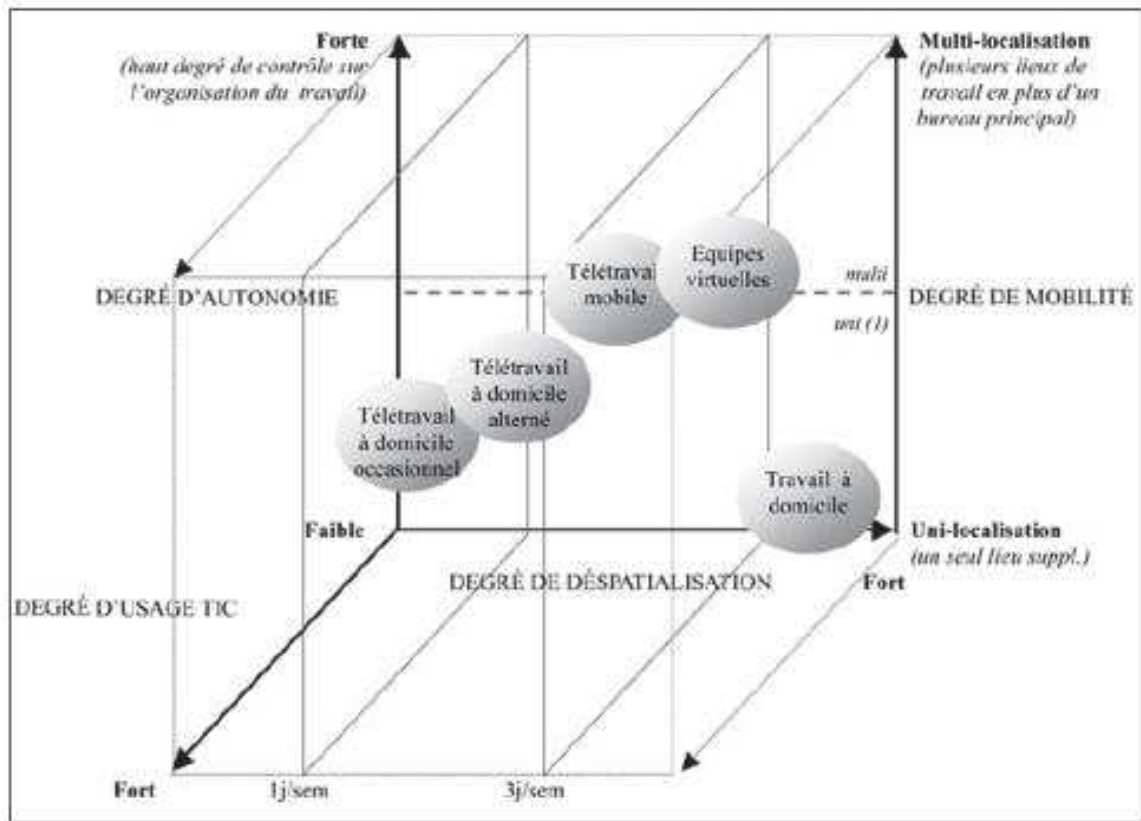 Forte
(haut degré de contrôle sur
l'organisation du travail)
Multi-localisation
(plusieurs lieux de
travail en plus d'un
bureau principal)
DEGRÉ D'AUTONOMIE
Télétravail
mobile
Equipes
virtuelles
multi
uni (1)
DEGRÉ DE MOBILITÉ
Télétravail
à domicile
occasionnel
Télétravail
à domicile
alterné
Travail à
domicile
Faible
Uni-localisation
(un seul lieu suppl.)
DEGRÉ DE DÉSPATIALISATION
Fort
DEGRÉ D'USAGE TIC
Fort
1j/sem
3j/sem